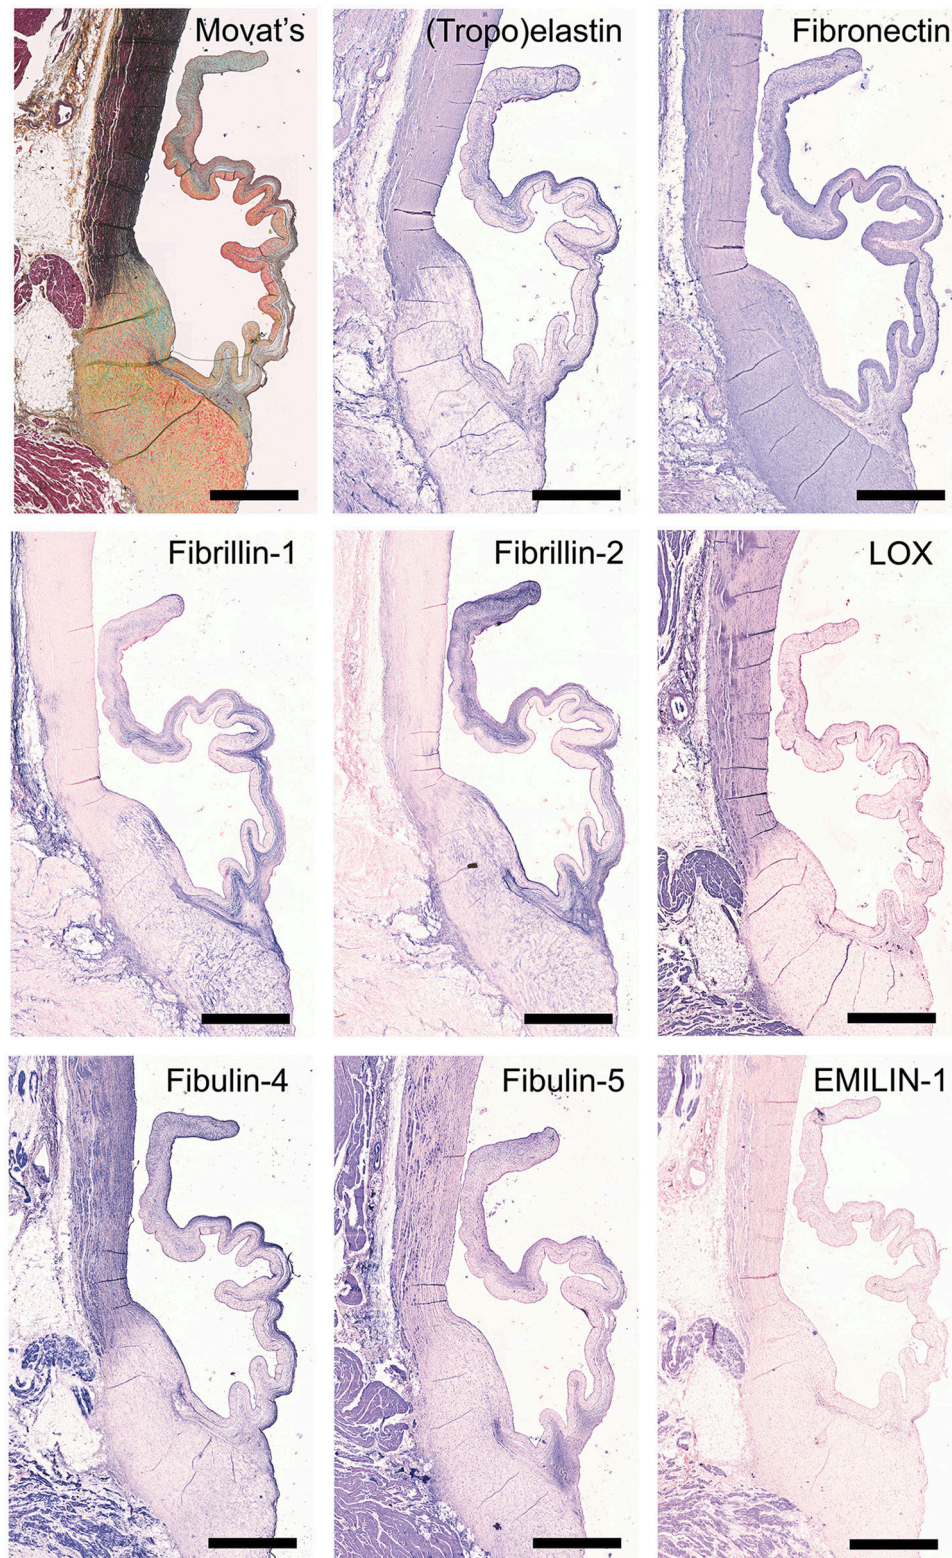 Movat's
(Tropo)elastin
Fibronectin
Fibrillin-1
Fibrillin-2
LOX
Fibulin-4
Fibulin-5
EMILIN-1